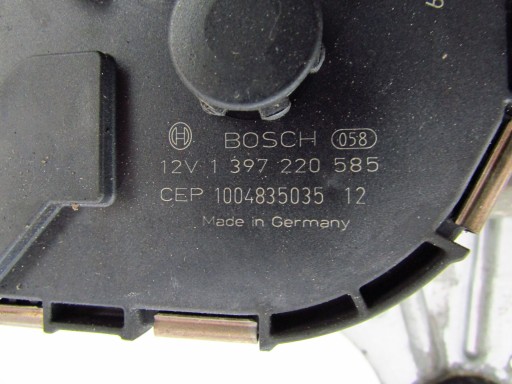 BOSCH 058
12V 1 397 220 585
CEP 1004835035 12
Made in Germany